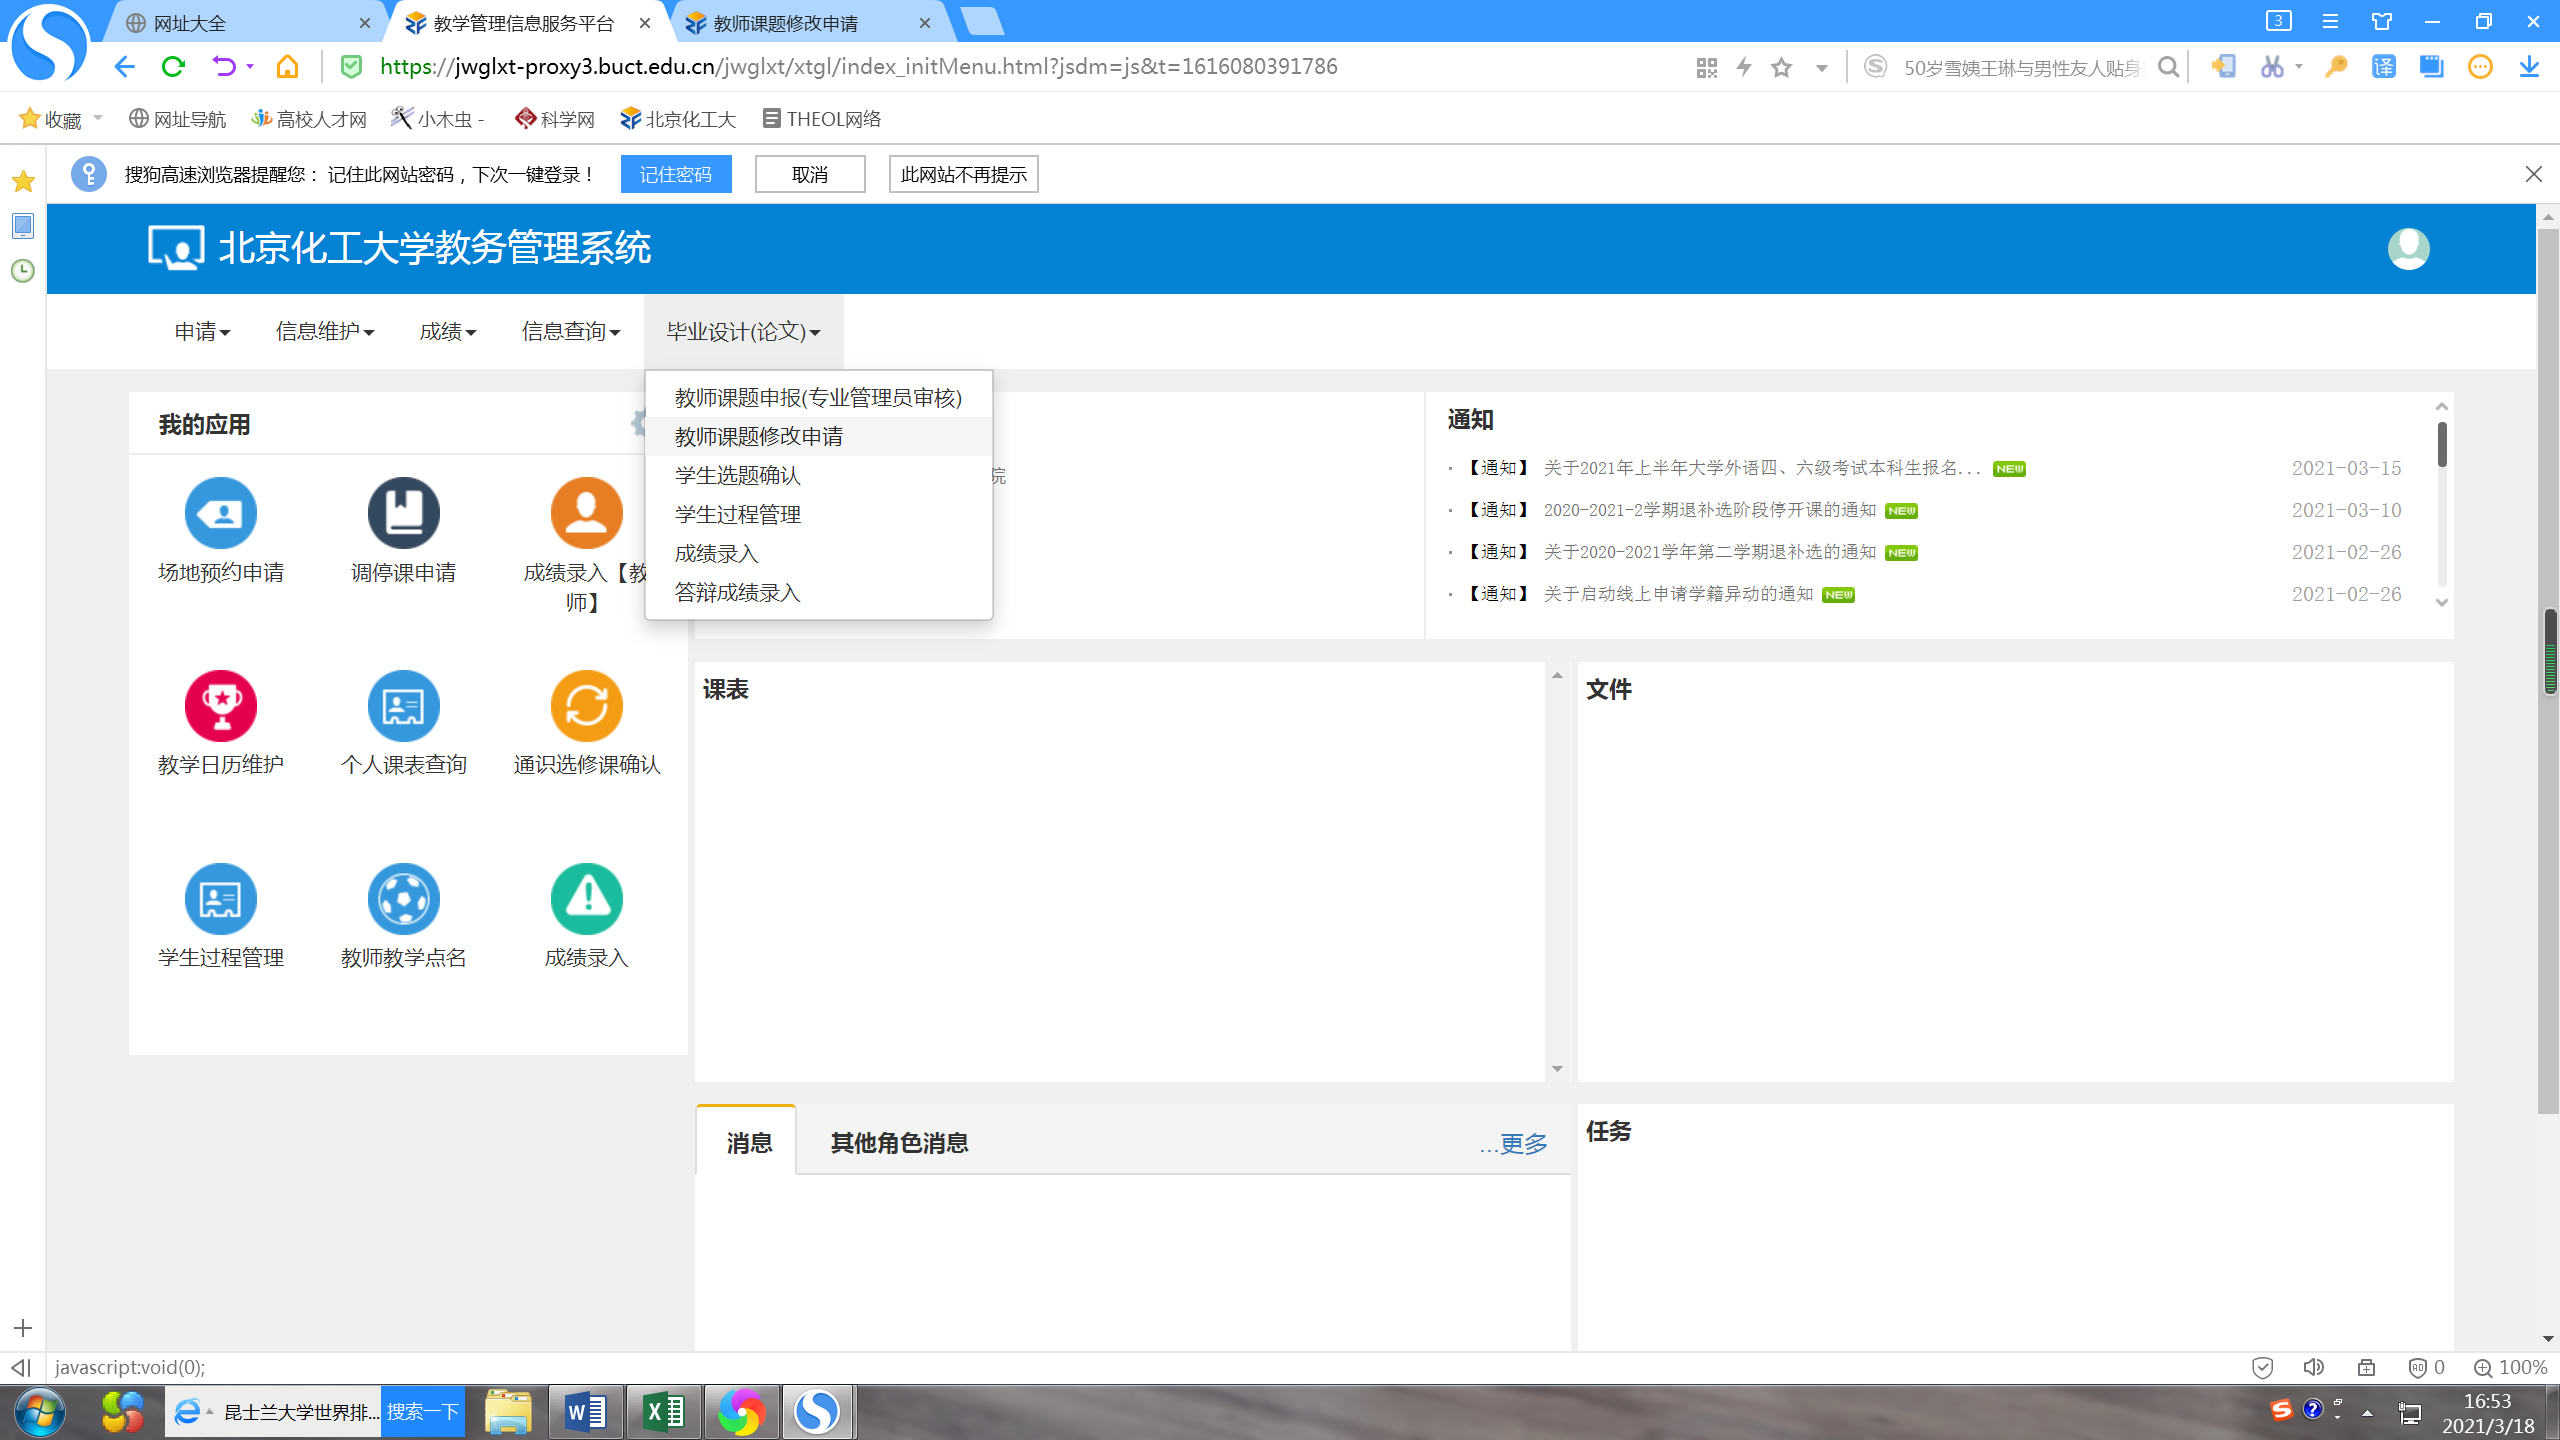 网址大全
教学管理信息服务平台
教师课题修改申请
3
https://jwglxt-proxy3.buct.edu.cn/jwglxt/xtgl/index_initMenu.html?jsdm=js&t=1616080391786
50岁雪姨王琳与男性友人贴身
译
收藏
网址导航
高校人才网
小木虫 -
科学网
北京化工大
THEOL网络
搜狗高速浏览器提醒您： 记住此网站密码，下次一键登录！
记住密码
取消
此网站不再提示
北京化工大学教务管理系统
申请
信息维护
成绩
信息查询
毕业设计(论文)
教师课题申报(专业管理员审核)
教师课题修改申请
学生选题确认
学生过程管理
成绩录入
答辩成绩录入
我的应用
院
场地预约申请
调停课申请
成绩录入【教
师】
教学日历维护
个人课表查询
通识选修课确认
学生过程管理
教师教学点名
成绩录入
通知
· 【通知】 关于2021年上半年大学外语四、六级考试本科生报名... NEW 2021-03-15
· 【通知】 2020-2021-2学期退补选阶段停开课的通知 NEW 2021-03-10
· 【通知】 关于2020-2021学年第二学期退补选的通知 NEW 2021-02-26
· 【通知】 关于启动线上申请学籍异动的通知 NEW 2021-02-26
课表
文件
消息
其他角色消息
...更多
任务
javascript:void(0);
0
100%
昆士兰大学世界排...
搜索一下
16:53
2021/3/18